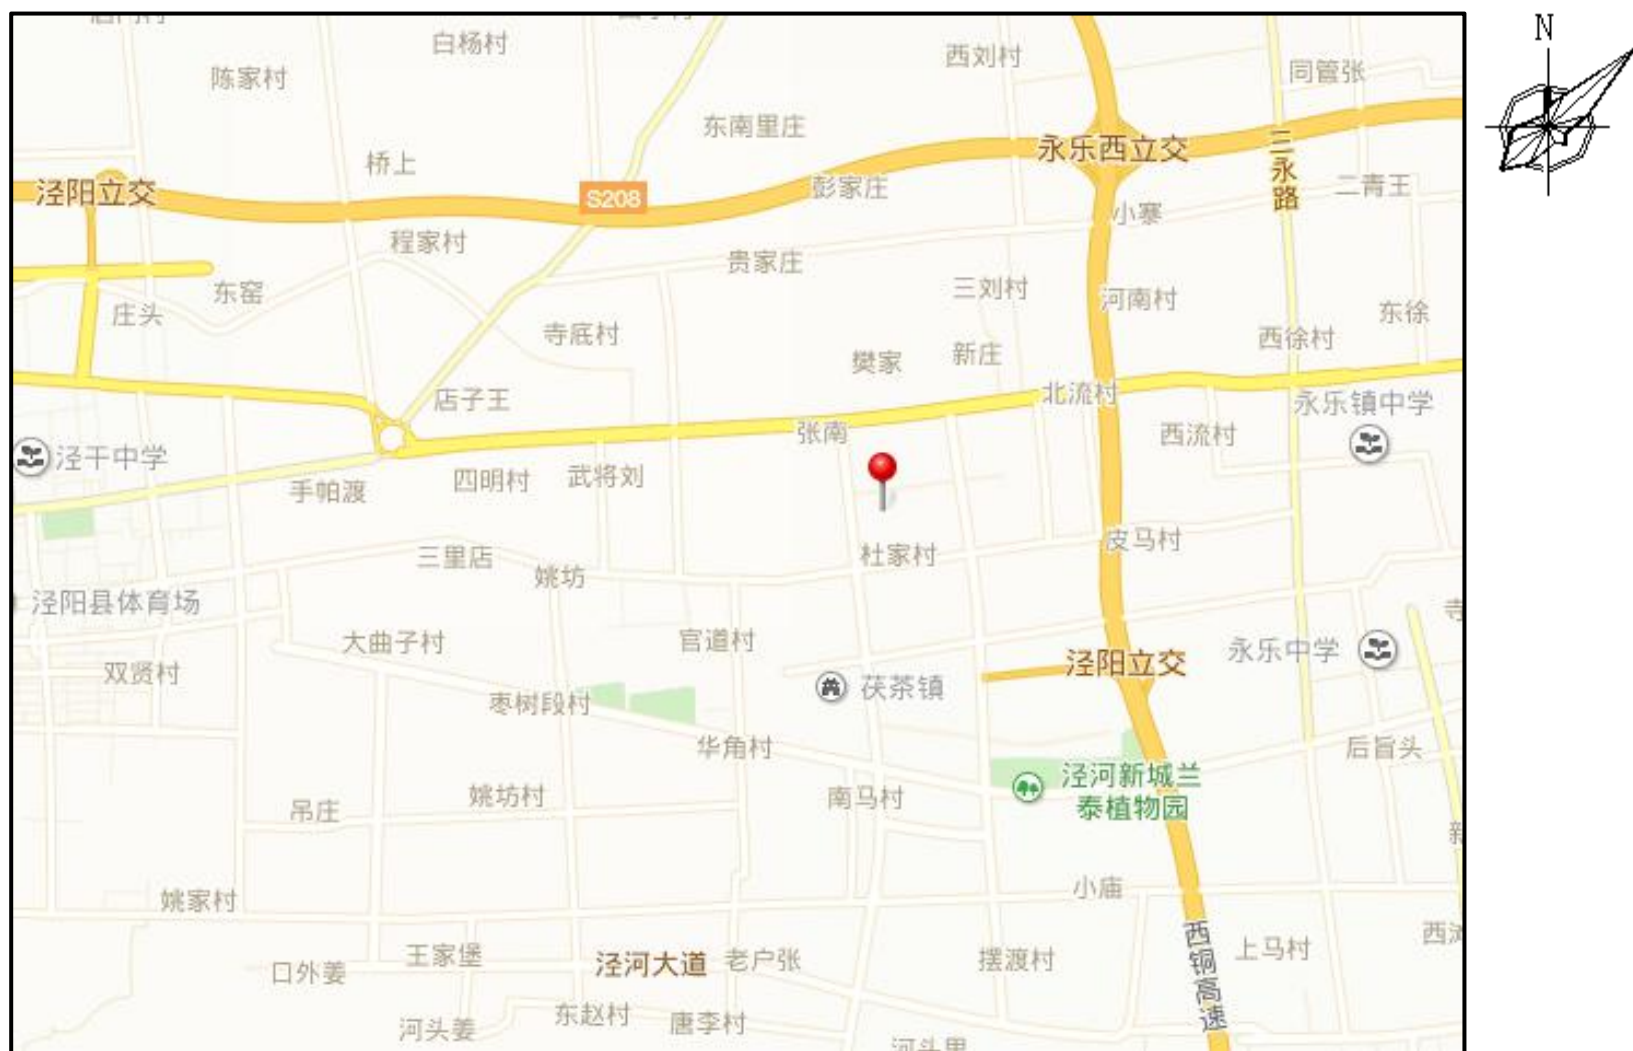 N
白杨村
西刘村
陈家村
同管张
东南里庄
桥上
永乐西立交
三永路
泾阳立交
S208
彭家庄
二青王
小寨
程家村
贵家庄
东窑
三刘村
河南村
庄头
东徐
寺底村
西徐村
樊家
新庄
店子王
北流村
永乐镇中学
张南
西流村
泾干中学
四明村
武将刘
手帕渡
三里店
姚坊
杜家村
皮马村
泾阳县体育场
大曲子村
官道村
永乐中学
双贤村
泾阳立交
茯茶镇
枣树段村
华角村
后旨头
泾河新城兰
泰植物园
吊庄
姚坊村
南马村
小庙
姚家村
西铜高速
上马村
王家堡
泾河大道
老户张
摆渡村
口外姜
东赵村
唐李村
河头姜